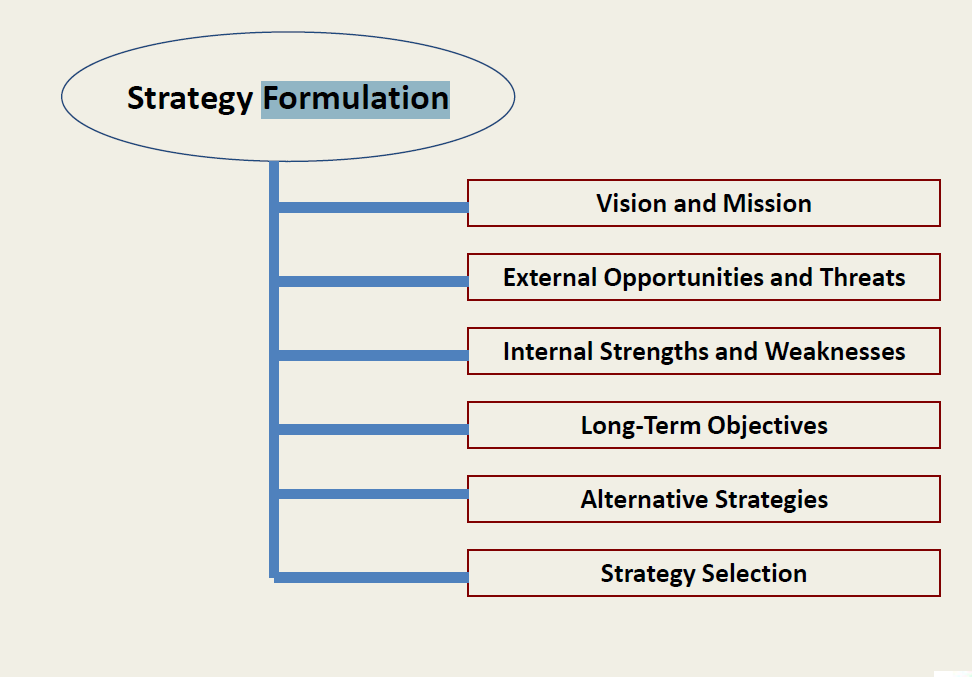 Strategy Formulation
Vision and Mission
External Opportunities and Threats
Internal Strengths and Weaknesses
Long-Term Objectives
Alternative Strategies
Strategy Selection